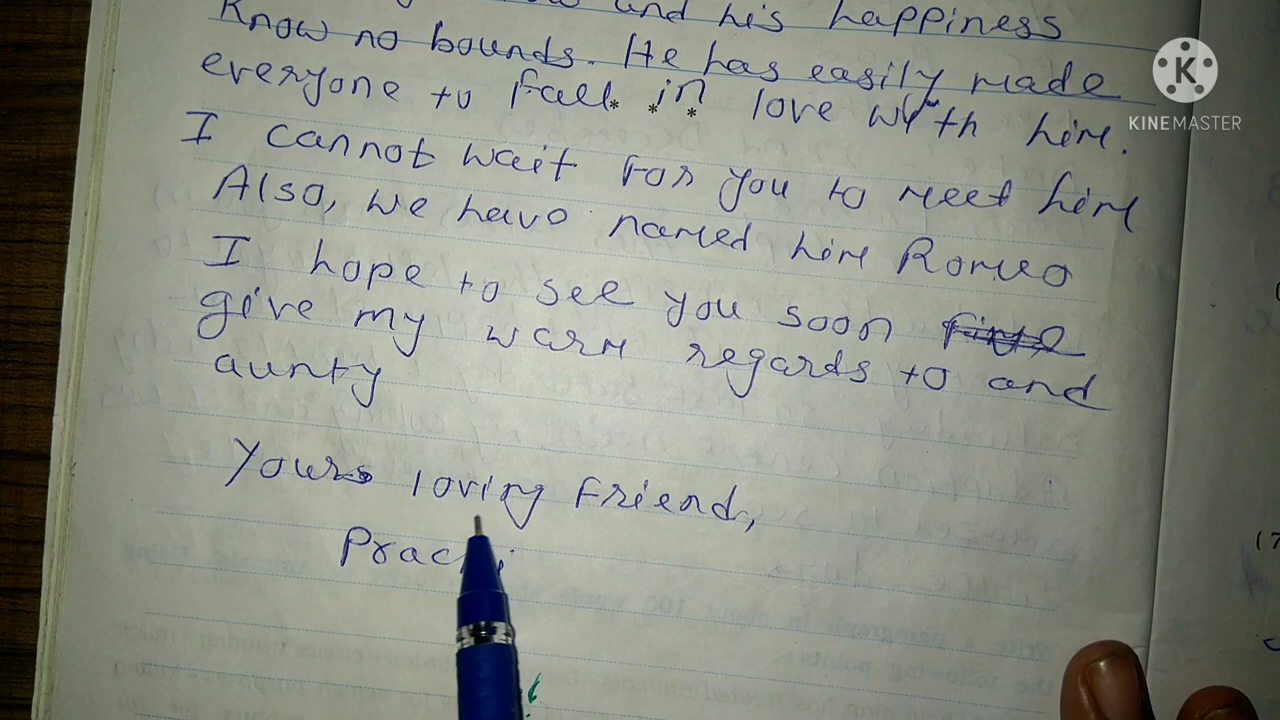 and his happiness
Know no bounds. He has easily made
everyone to fall in love with him.
I cannot wait for you to meet him
Also, we have named him Romeo
I hope to see you soon
give my warm regards to and
aunty
Yours loving friend,
Prachi
KINEMASTER